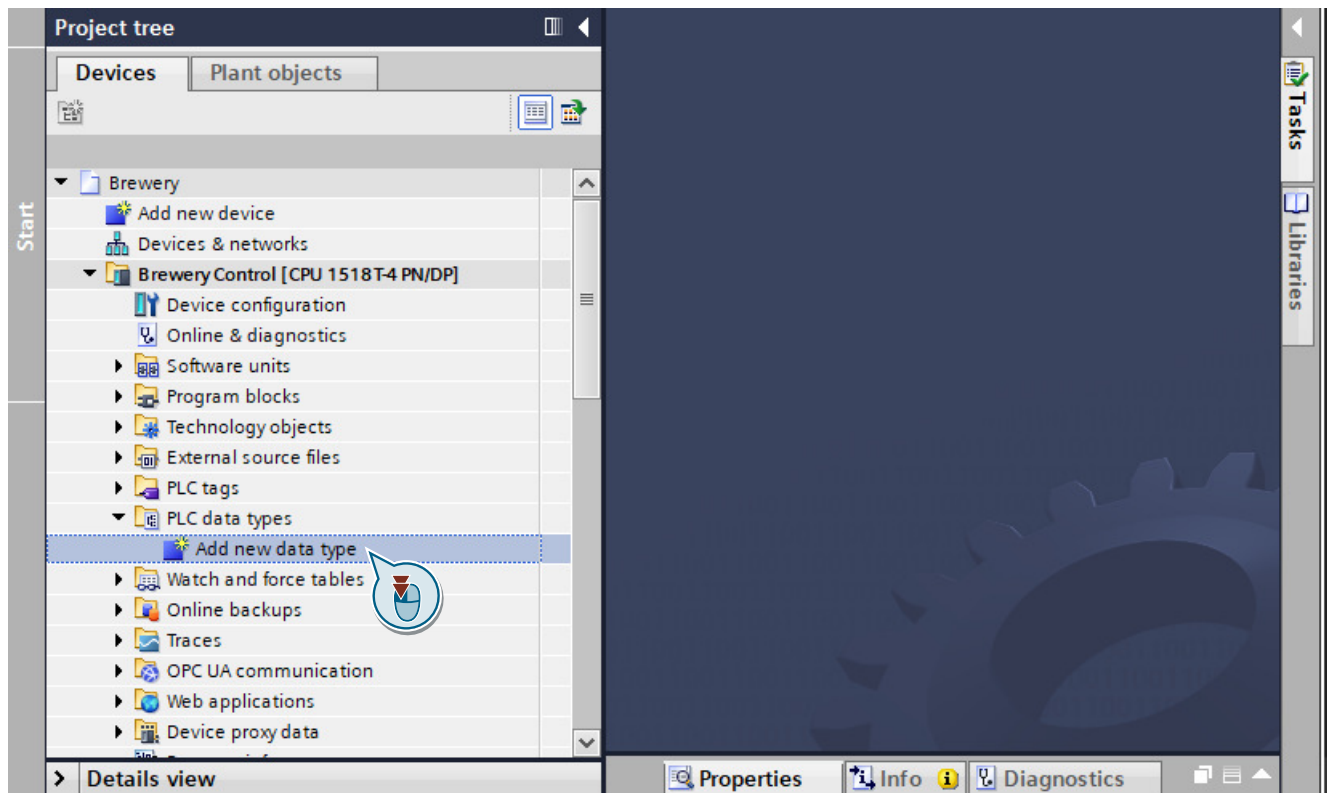 Project tree
Devices
Plant objects
Start
Brewery
Add new device
Devices & networks
Brewery Control [CPU 1518T-4 PN/DP]
Device configuration
Online & diagnostics
Software units
Program blocks
Technology objects
External source files
PLC tags
PLC data types
Add new data type
Watch and force tables
Online backups
Traces
OPC UA communication
Web applications
Device proxy data
Details view
Properties
Info
Diagnostics
Tasks
Libraries